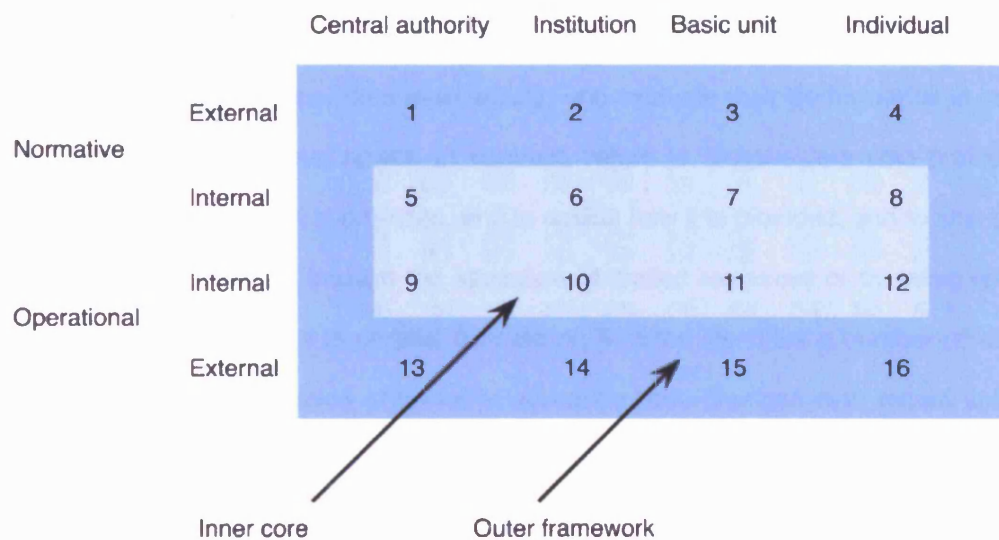 Central authority Institution Basic unit Individual
External 1 2 3 4
Normative
Internal 5 6 7 8
Internal 9 10 11 12
Operational
External 13 14 15 16
Inner core Outer framework